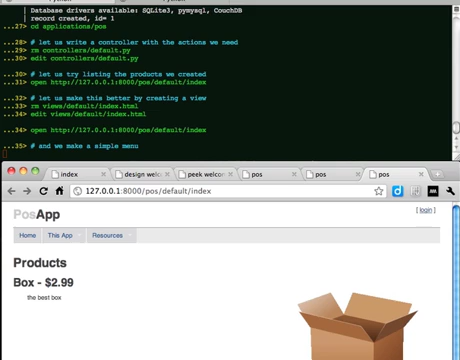 Database drivers available: SQLite3, pymysql, CouchDB
| record created, id= 1
...27> cd applications/pos
...28> # let us write a controller with the actions we need
...29> rm controllers/default.py
...30> edit controllers/default.py
...30> # let us try listing the products we created
...31> open http://127.0.0.1:8000/pos/default/index
...32> # let us make this better by creating a view
...33> rm views/default/index.html
...34> edit views/default/index.html
...34> open http://127.0.0.1:8000/pos/default/index
...35> # and we make a simple menu
index
design welc
peek welco
pos
pos
pos
127.0.0.1:8000/pos/default/index
PosApp
[ login ]
Home
This App
Resources
Products
Box - $2.99
the best box